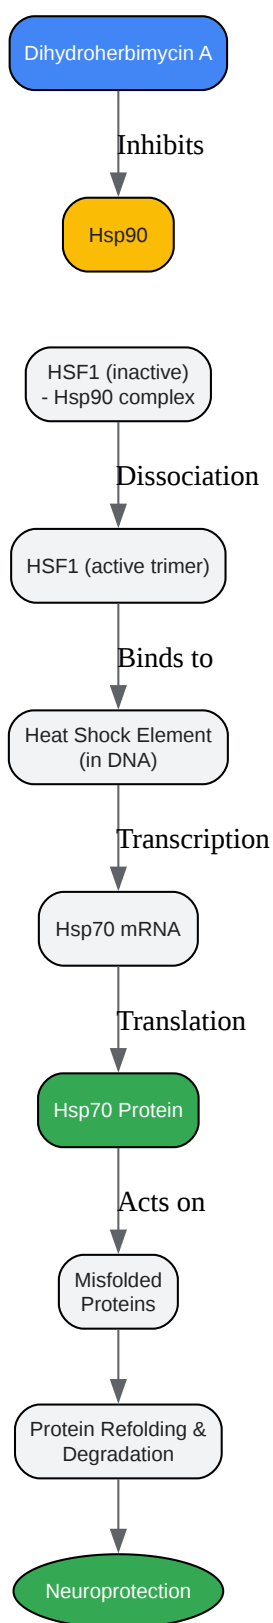 Dihydroherbimycin A
Inhibits
Hsp90
HSF1 (inactive)
- Hsp90 complex
Dissociation
HSF1 (active trimer)
Binds to
Heat Shock Element
(in DNA)
Transcription
Hsp70 mRNA
Translation
Hsp70 Protein
Acts on
Misfolded
Proteins
Protein Refolding &
Degradation
Neuroprotection